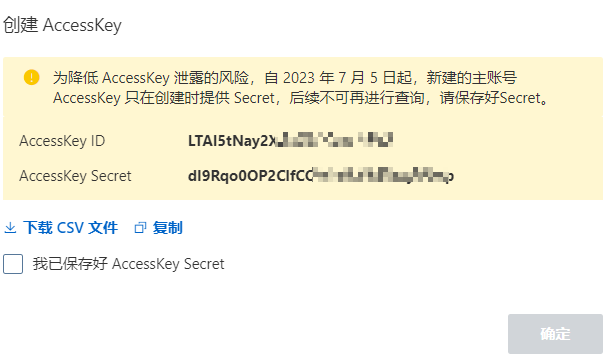 创建 AccessKey
为降低 AccessKey 泄露的风险，自 2023 年 7 月 5 日起，新建的主账号
AccessKey 只在创建时提供 Secret，后续不可再进行查询，请保存好Secret。
AccessKey ID LTAI5tNay2X
AccessKey Secret dI9Rqo0OP2CIfCC
下载 CSV 文件 复制
我已保存好 AccessKey Secret
确定